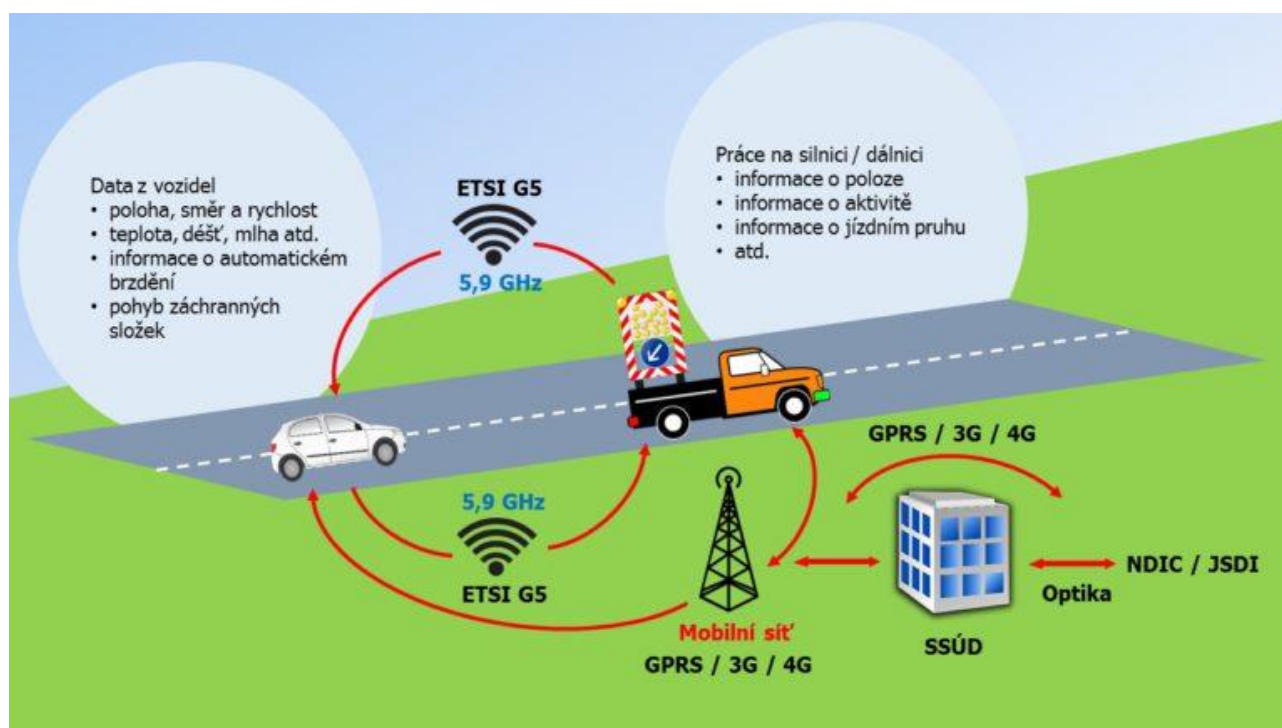 Data z vozidel
• poloha, směr a rychlost
• teplota, déšť, mlha atd.
• informace o automatickém
brzdění
• pohyb záchranných
složek
ETSI G5
5,9 GHz
Práce na silnici / dálnici
• informace o poloze
• informace o aktivitě
• informace o jízdním pruhu
• atd.
5,9 GHz
ETSI G5
Mobilní síť
GPRS / 3G / 4G
GPRS / 3G / 4G
SSÚD
Optika
NDIC / JSDI